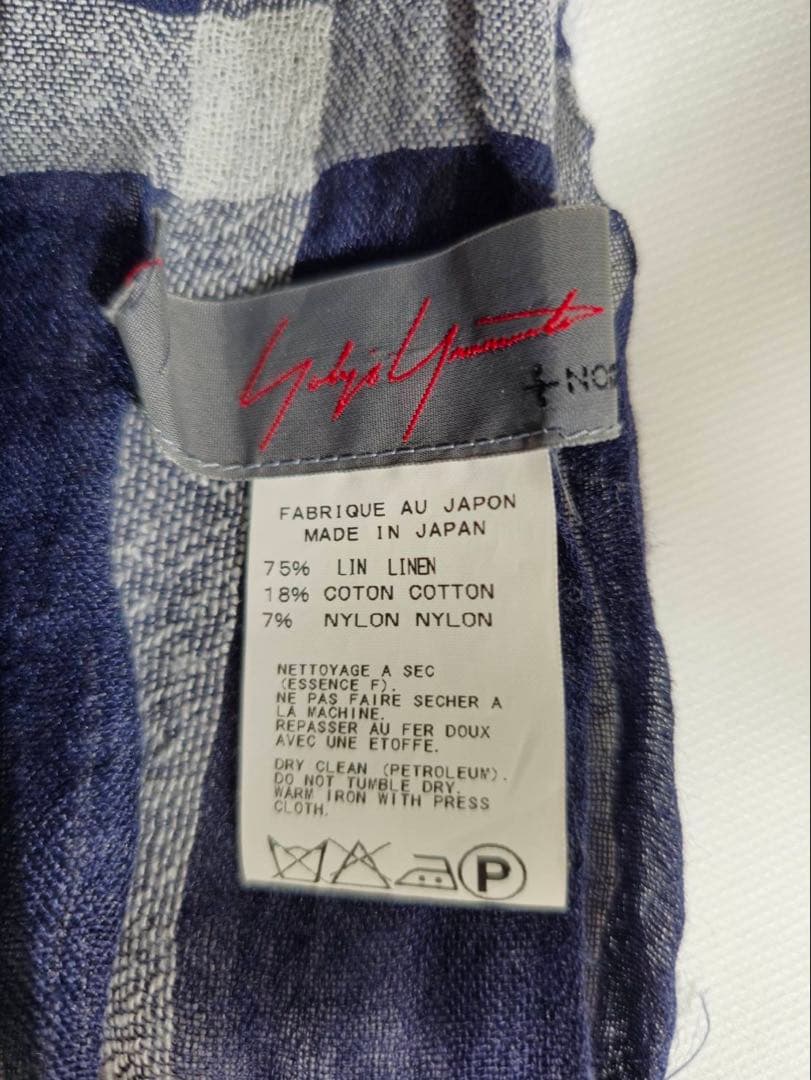 Yohji Yamamoto
FABRIQUE AU JAPON
MADE IN JAPAN
75% LIN LINEN
18% COTON COTTON
7% NYLON NYLON
NETTOYAGE A SEC
(ESSENCE F).
NE PAS FAIRE SECHER A
LA MACHINE.
REPASSER AU FER DOUX
AVEC UNE ETOFFE.
DRY CLEAN (PETROLEUM).
DO NOT TUMBLE DRY.
WARM IRON WITH PRESS
CLOTH.
P